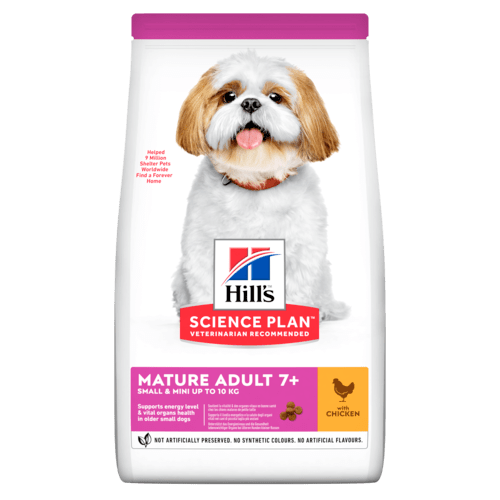 Helped
9 Million
Shelter Pets
Worldwide
Find a Forever
Home
Hill's
SCIENCE PLAN™
VETERINARIAN RECOMMENDED
MATURE ADULT 7+
SMALL & MINI UP TO 10 KG
Supports energy level
& vital organs health
in older small dogs
with
CHICKEN
NOT ARTIFICIALLY PRESERVED. NO SYNTHETIC COLOURS. NO ARTIFICIAL FLAVOURS.